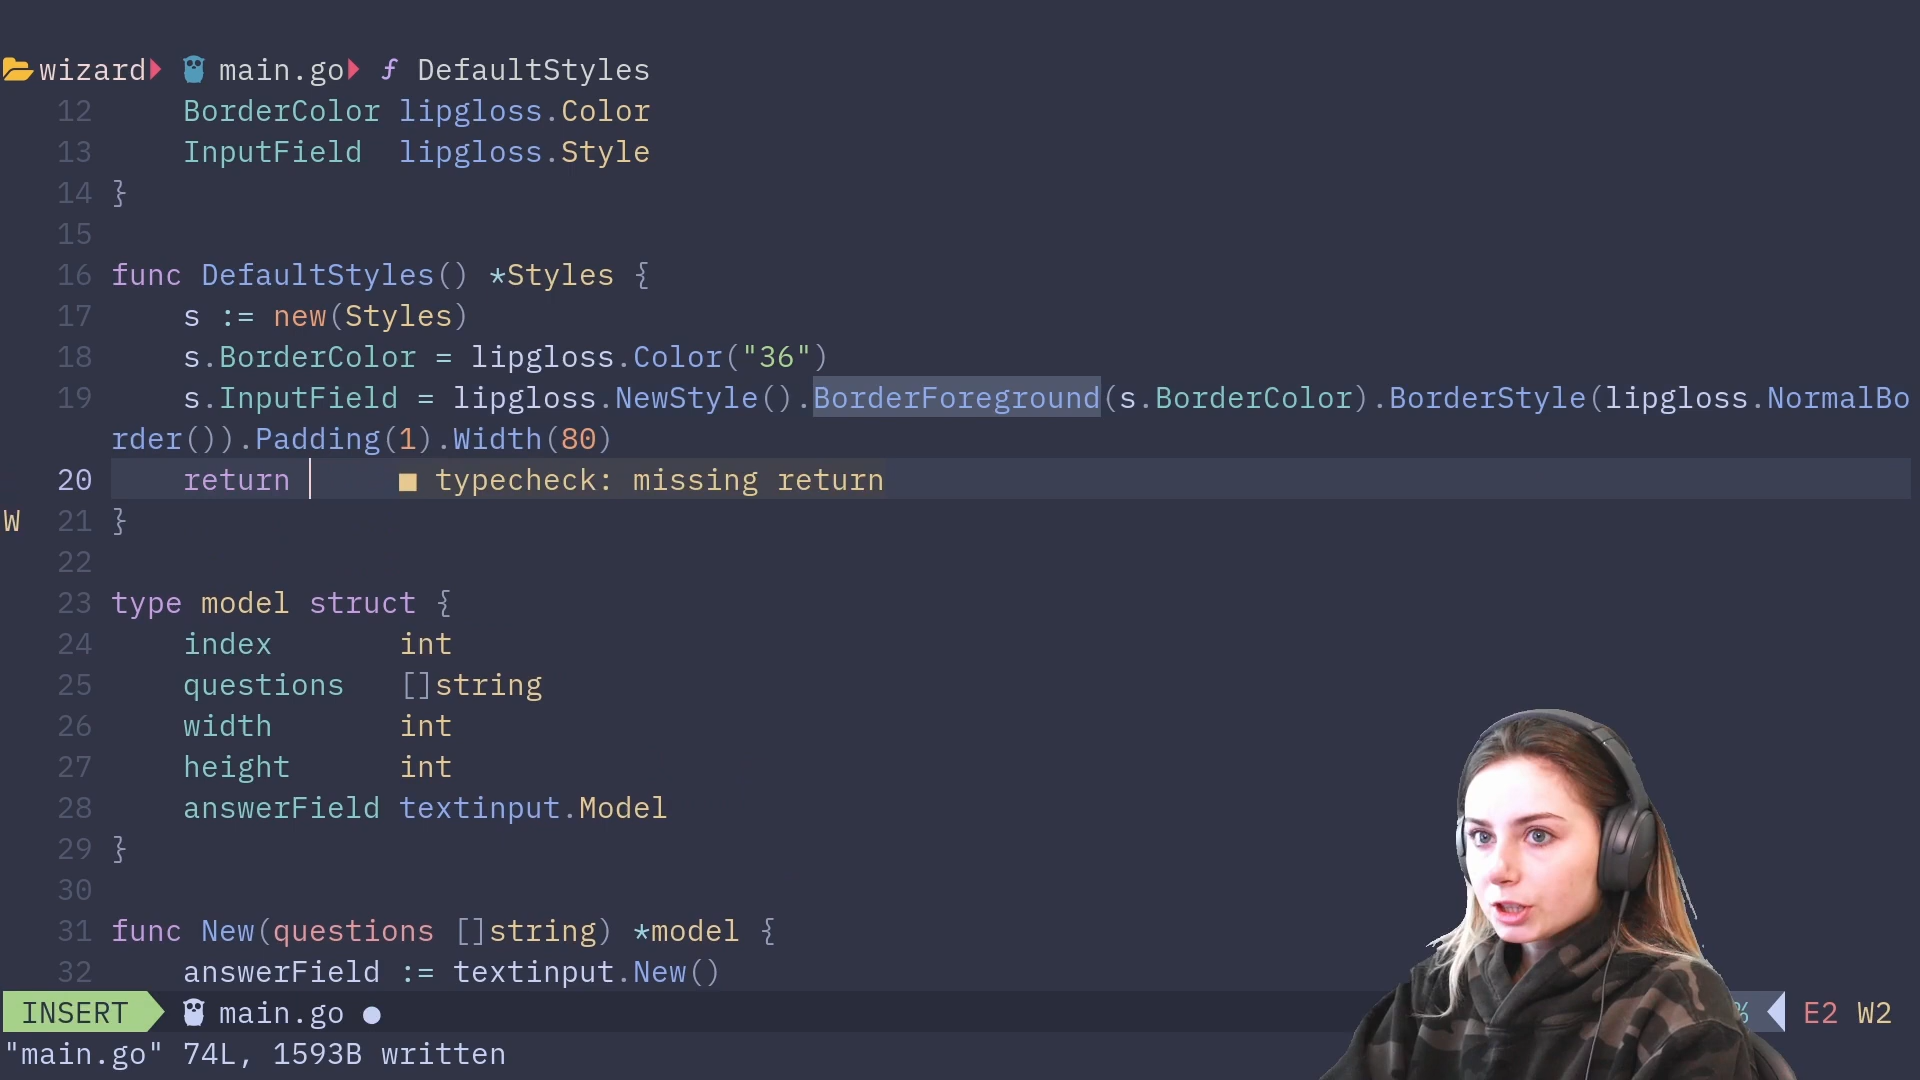 wizard main.go ƒ DefaultStyles
12 BorderColor lipgloss.Color
13 InputField lipgloss.Style
14 }
15
16 func DefaultStyles() *Styles {
17 s := new(Styles)
18 s.BorderColor = lipgloss.Color("36")
19 s.InputField = lipgloss.NewStyle().BorderForeground(s.BorderColor).BorderStyle(lipgloss.NormalBo
rder()).Padding(1).Width(80)
20 return ■ typecheck: missing return
W 21 }
22
23 type model struct {
24 index int
25 questions []string
26 width int
27 height int
28 answerField textinput.Model
29 }
30
31 func New(questions []string) *model {
32 answerField := textinput.New()
INSERT main.go ● % E2 W2
"main.go" 74L, 1593B written